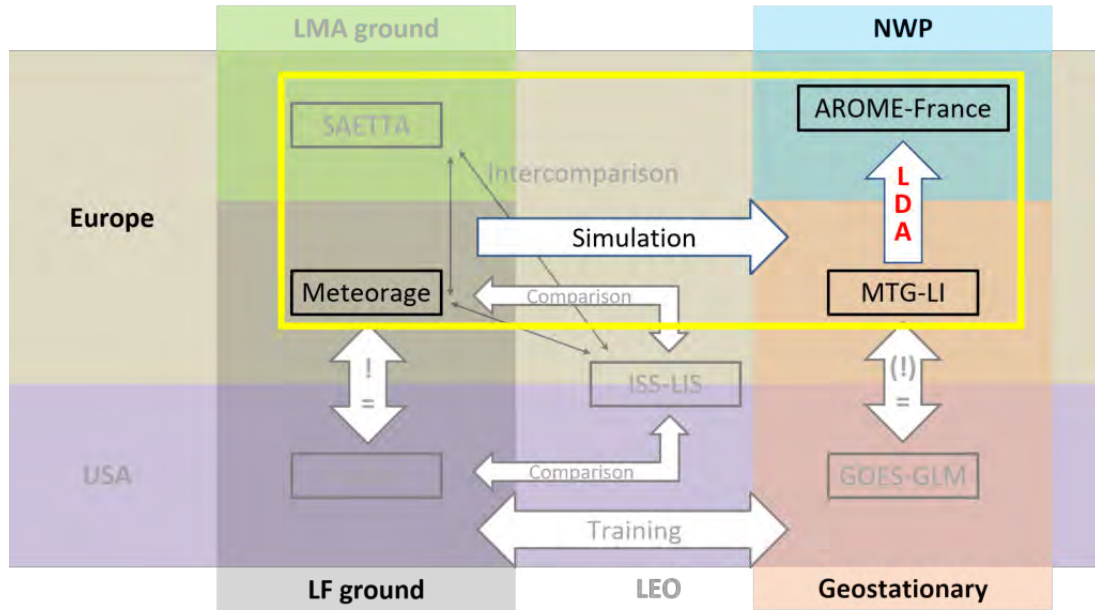 LMA ground
NWP
SAETTA
AROME-France
Intercomparison
L
D
A
Europe
Simulation
Meteorage
Comparison
MTG-LI
!
=
(!)
=
ISS-LIS
USA
Comparison
GOES-GLM
Training
LF ground
LEO
Geostationary